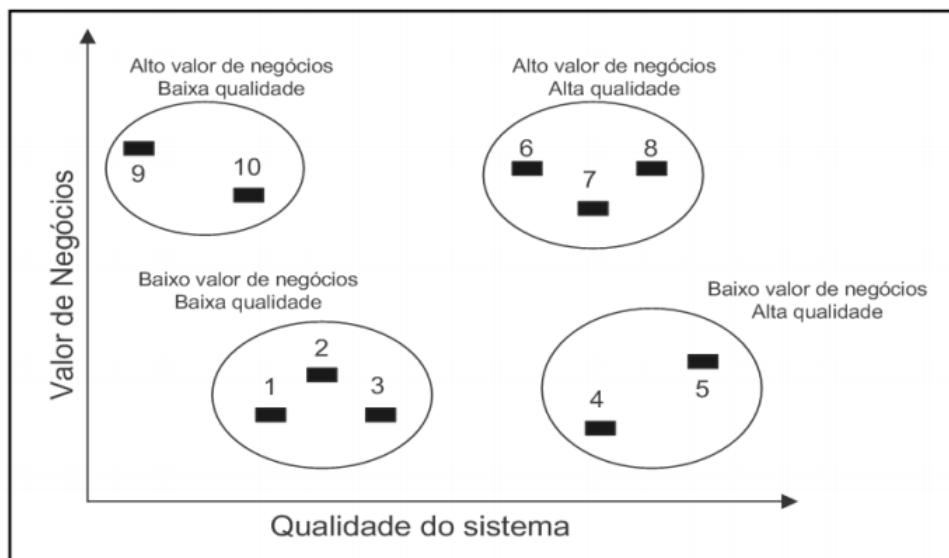 Alto valor de negócios
Baixa qualidade
Alto valor de negócios
Alta qualidade
9
10
6
7
8
Baixo valor de negócios
Baixa qualidade
Baixo valor de negócios
Alta qualidade
1
2
3
4
5
Valor de Negócios
Qualidade do sistema